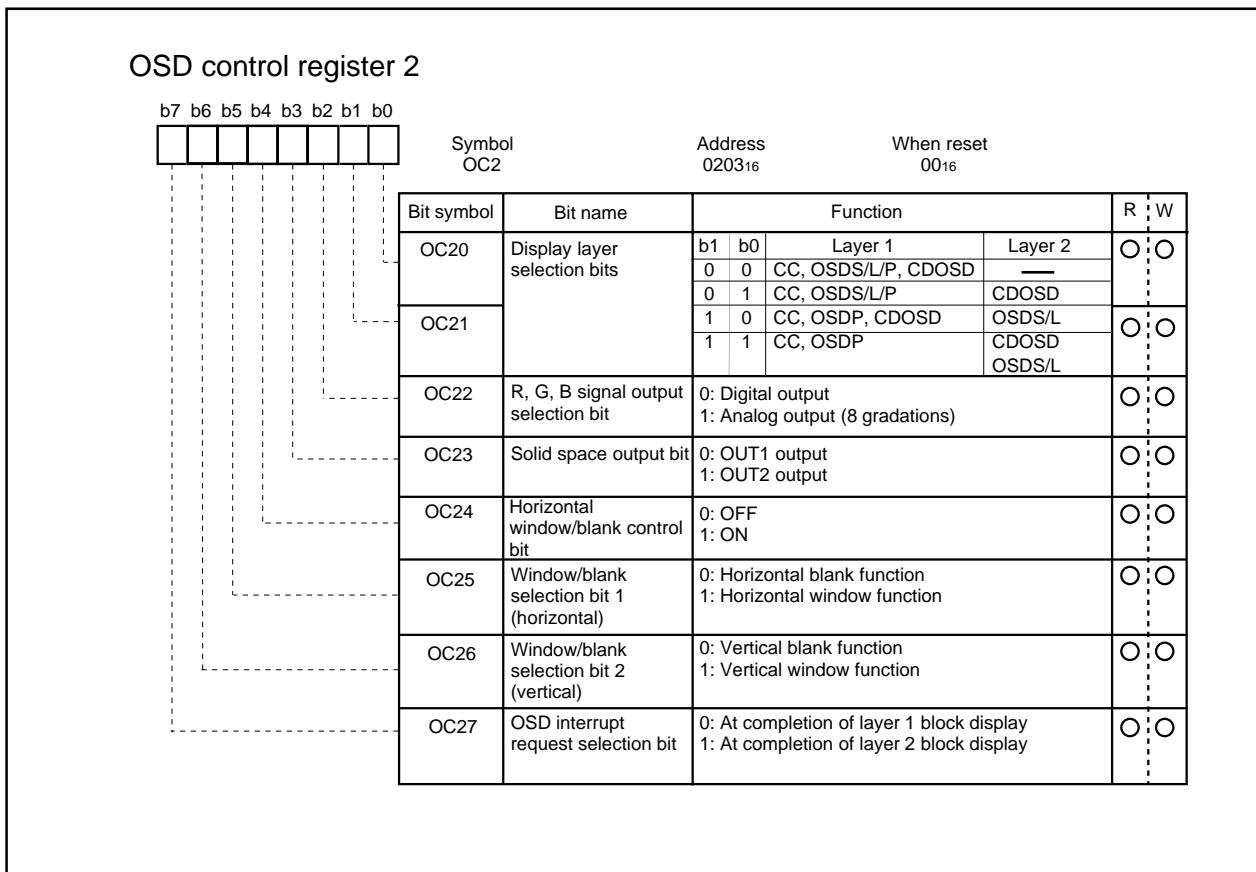 OSD control register 2
b7 b6 b5 b4 b3 b2 b1 b0
Symbol Address When reset
OC2 020316 0016
Bit symbol Bit name Function R W
OC20 Display layer selection bits
b1 b0 Layer 1 Layer 2
0 0 CC, OSDS/L/P, CDOSD —
0 1 CC, OSDS/L/P CDOSD
OC21
1 0 CC, OSDP, CDOSD OSDS/L
1 1 CC, OSDP CDOSD
OSDS/L
OC22 R, G, B signal output 0: Digital output
selection bit 1: Analog output (8 gradations)
OC23 Solid space output bit 0: OUT1 output
1: OUT2 output
OC24 Horizontal 0: OFF
window/blank control 1: ON
bit
OC25 Window/blank 0: Horizontal blank function
selection bit 1 1: Horizontal window function
(horizontal)
OC26 Window/blank 0: Vertical blank function
selection bit 2 1: Vertical window function
(vertical)
OC27 OSD interrupt 0: At completion of layer 1 block display
request selection bit 1: At completion of layer 2 block display